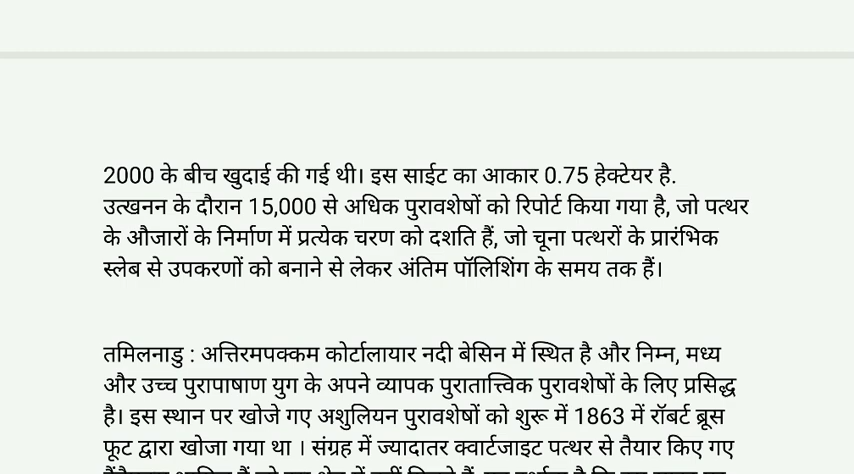 2000 के बीच खुदाई की गई थी। इस साईट का आकार 0.75 हेक्टेयर है.
उत्खनन के दौरान 15,000 से अधिक पुरावशेषों को रिपोर्ट किया गया है, जो पत्थर
के औजारों के निर्माण में प्रत्येक चरण को दशति हैं, जो चूना पत्थरों के प्रारंभिक
स्लेब से उपकरणों को बनाने से लेकर अंतिम पॉलिशिंग के समय तक हैं।
तमिलनाडु : अत्तिरमपक्कम कोर्टालायार नदी बेसिन में स्थित है और निम्न, मध्य
और उच्च पुरापाषाण युग के अपने व्यापक पुरातात्त्विक पुरावशेषों के लिए प्रसिद्ध
है। इस स्थान पर खोजे गए अशुलियन पुरावशेषों को शुरू में 1863 में रॉबर्ट ब्रूस
फूट द्वारा खोजा गया था । संग्रह में ज्यादातर क्वार्टजाइट पत्थर से तैयार किए गए